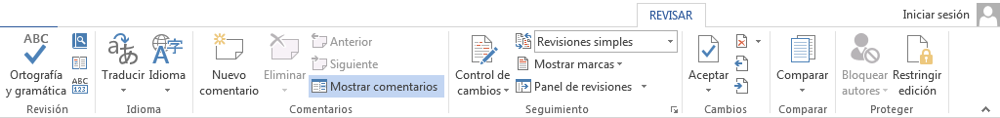 REVISAR
Iniciar sesión
ABC
Ortografía
y gramática
ABC
123
Revisión
Traducir
Idioma
Idioma
Nuevo
comentario
Eliminar
Anterior
Siguiente
Mostrar comentarios
Comentarios
Control de
cambios
Revisiones simples
Mostrar marcas
Panel de revisiones
Seguimiento
Aceptar
Cambios
Comparar
Comparar
Bloquear
autores
Restringir
edición
Proteger